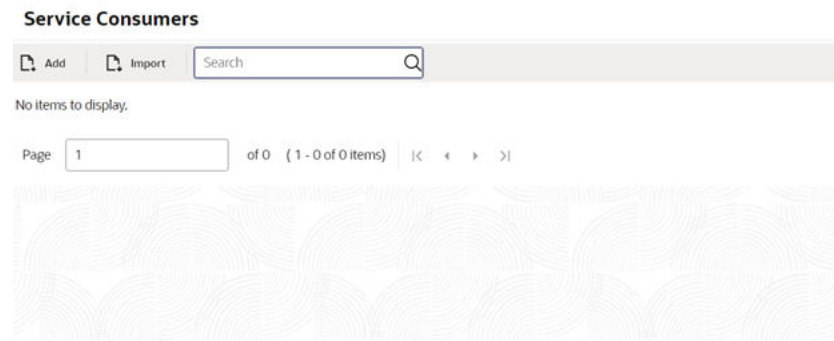 Service Consumers
Add Import Search
No items to display.
Page 1 of 0 (1 - 0 of 0 items)